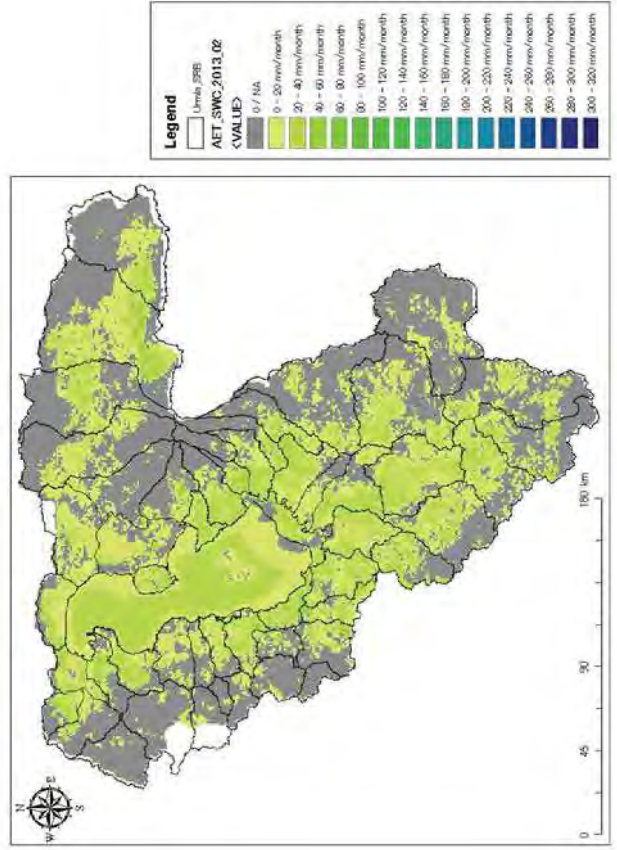 N
W
E
S
0 45 90 180 km
Legend
Urmia_SRB
AET_SWC_2013_02
<VALUE>
0 / NA
0 - 20 mm/month
20 - 40 mm/month
40 - 60 mm/month
60 - 80 mm/month
80 - 100 mm/month
100 - 120 mm/month
120 - 140 mm/month
140 - 160 mm/month
160 - 180 mm/month
180 - 200 mm/month
200 - 220 mm/month
220 - 240 mm/month
240 - 260 mm/month
260 - 280 mm/month
280 - 300 mm/month
300 - 320 mm/month